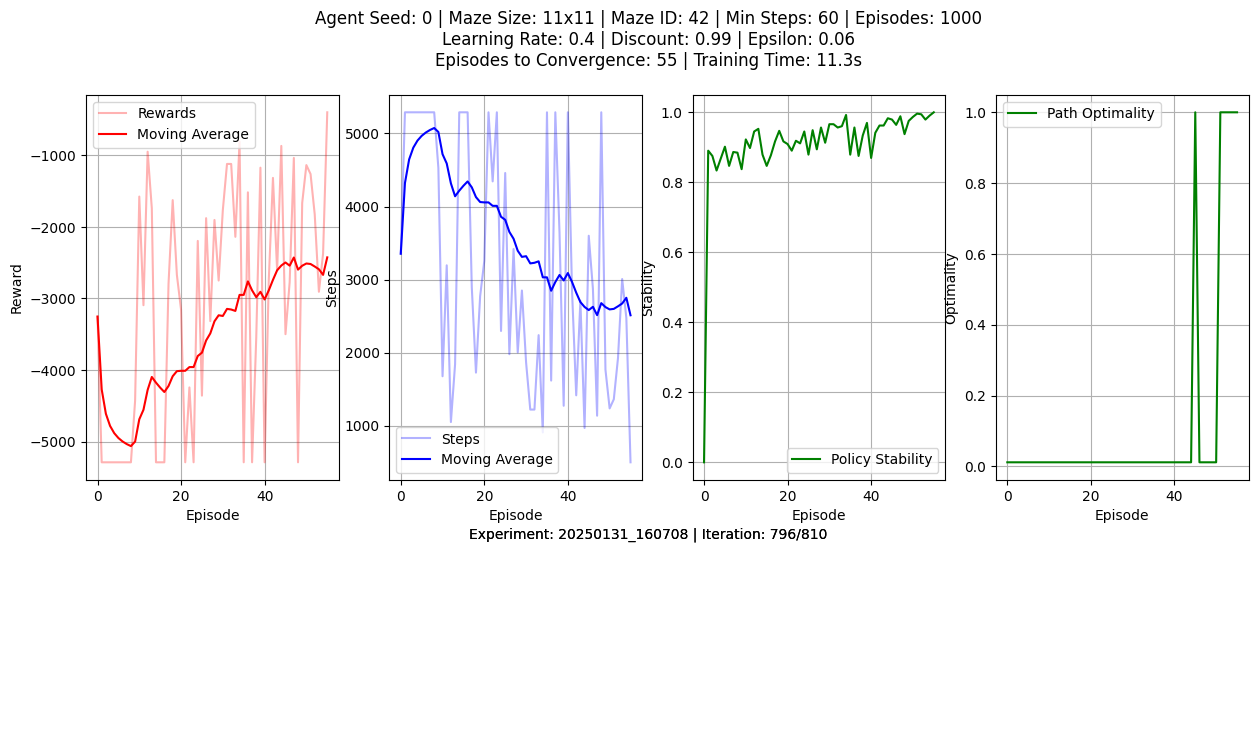 Agent Seed: 0 | Maze Size: 11x11 | Maze ID: 42 | Min Steps: 60 | Episodes: 1000
Learning Rate: 0.4 | Discount: 0.99 | Epsilon: 0.06
Episodes to Convergence: 55 | Training Time: 11.3s
Rewards
Moving Average
Reward
−1000
−2000
−3000
−4000
−5000
0
20
40
Episode
Steps
5000
4000
3000
2000
1000
Steps
Moving Average
0
20
40
Episode
Stability
1.0
0.8
0.6
0.4
0.2
0.0
Policy Stability
0
20
40
Episode
Optimality
Path Optimality
1.0
0.8
0.6
0.4
0.2
0.0
0
20
40
Episode
Experiment: 20250131_160708 | Iteration: 796/810